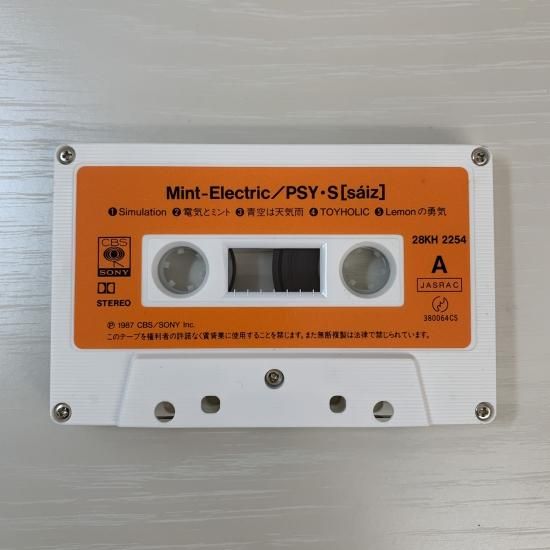 Mint-Electric/PSY・S[sáiz]
❶Simulation ❷電気とミント ❸青空は天気雨 ❹TOYHOLIC ❺Lemonの勇気
28KH 2254
CBS
SONY
A
JASRAC
STEREO
380064CS
Ⓟ 1987 CBS/SONY Inc.
このテープを権利者の許諾なく賃貸業に使用することを禁じます。また無断複製は法律で禁じられています。